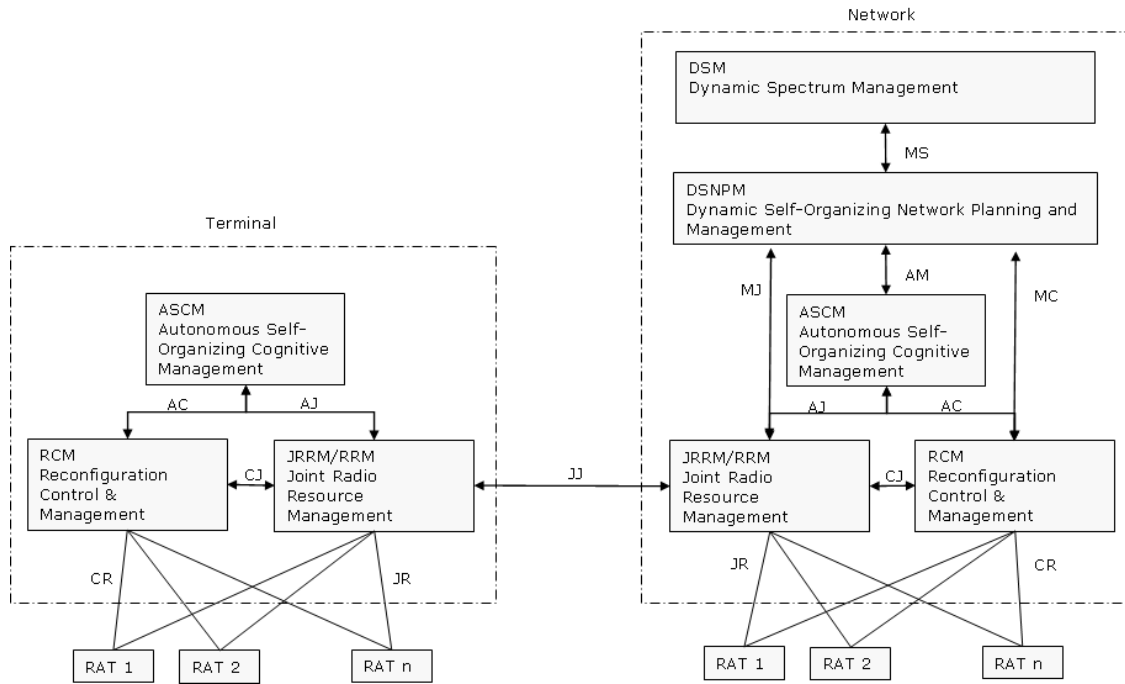 Network
DSM
Dynamic Spectrum Management
MS
DSNPM
Dynamic Self-Organizing Network Planning and
Management
Terminal
ASCM
Autonomous Self-
Organizing Cognitive
Management
AC
AJ
RCM
Reconfiguration
Control &
Management
CJ
JRRM/RRM
Joint Radio
Resource
Management
CR
JR
RAT 1
RAT 2
RAT n
JJ
MJ
AM
MC
ASCM
Autonomous Self-
Organizing Cognitive
Management
AJ
AC
JRRM/RRM
Joint Radio
Resource
Management
CJ
RCM
Reconfiguration
Control &
Management
JR
CR
RAT 1
RAT 2
RAT n